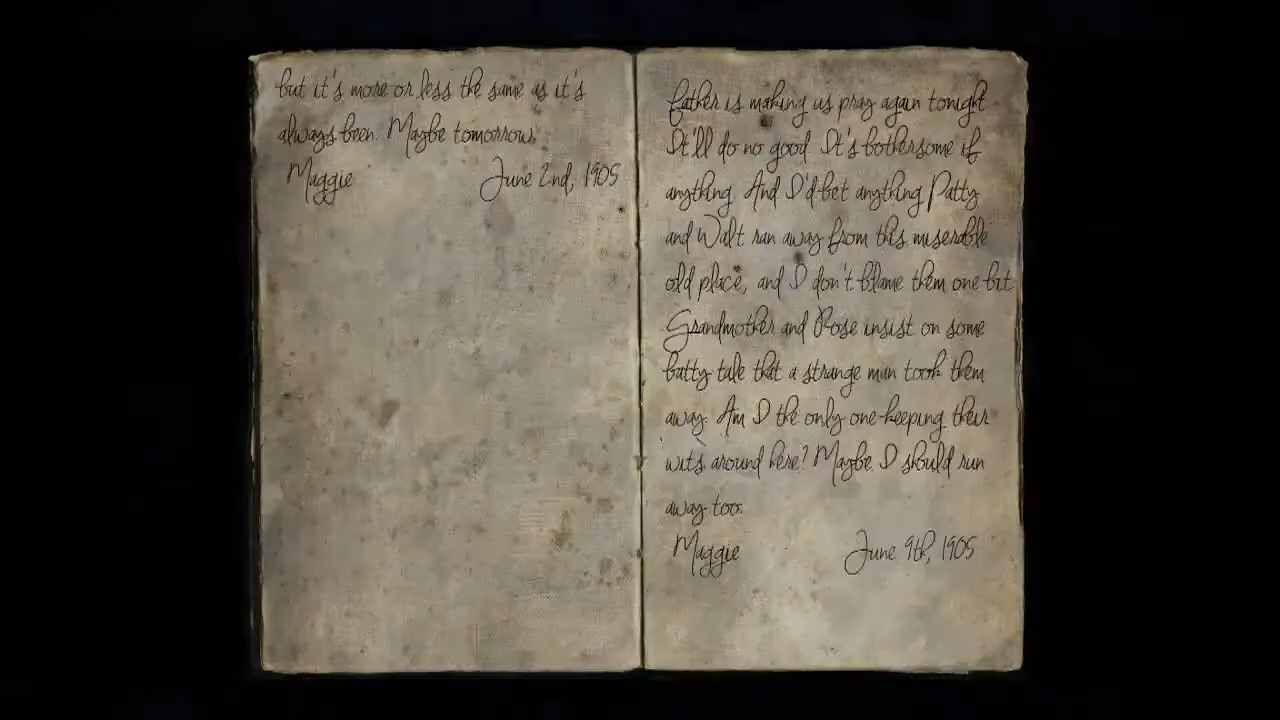 but it's more or less the same as it's
always been. Maybe tomorrow.
Maggie June 2nd, 1905
Father is making us pray again tonight
It'll do no good. It's bothersome if
anything. And I'd bet anything Patty
and Walt ran away from this miserable
old place, and I don't blame them one bit.
Grandmother and Rose insist on some
batty tale that a strange man took them
away. Am I the only one keeping their
wits around here? Maybe I should run
away too.
Maggie June 9th, 1905